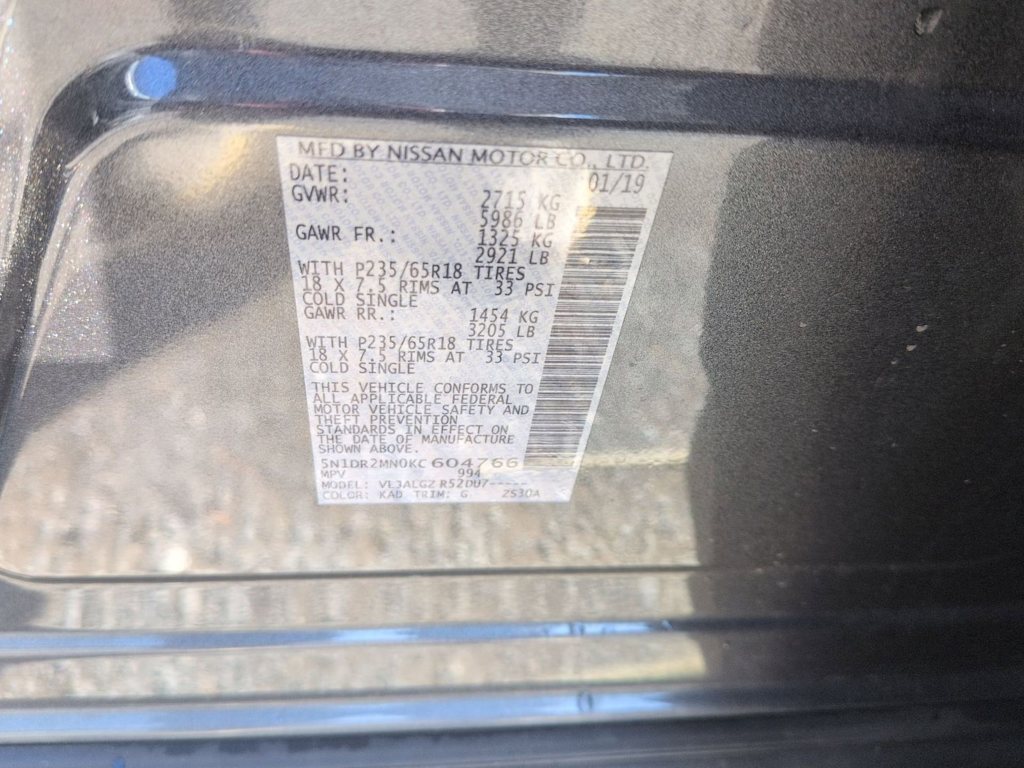 MFD BY NISSAN MOTOR CO., LTD.
DATE: 01/19
GVWR: 2715 KG
5986 LB
GAWR FR.: 1325 KG
2921 LB
WITH P235/65R18 TIRES
18 X 7.5 RIMS AT 33 PSI
COLD SINGLE
GAWR RR.: 1454 KG
3205 LB
WITH P235/65R18 TIRES
18 X 7.5 RIMS AT 33 PSI
COLD SINGLE
THIS VEHICLE CONFORMS TO
ALL APPLICABLE FEDERAL
MOTOR VEHICLE SAFETY AND
THEFT PREVENTION
STANDARDS IN EFFECT ON
THE DATE OF MANUFACTURE
SHOWN ABOVE.
5N1DR2MN0KC604766
MPV 994
MODEL: R52DU7-----
COLOR: KAD TRIM: G ZS30A